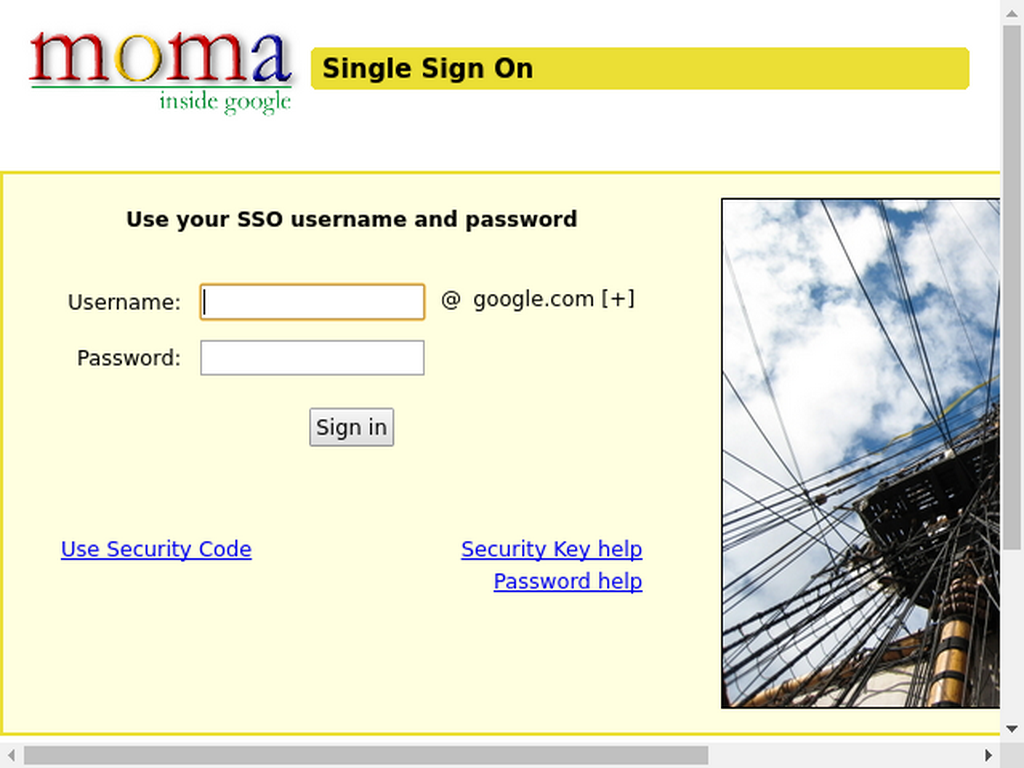 moma
inside google
Single Sign On
Use your SSO username and password
Username: @ google.com [+]
Password:
Sign in
Use Security Code
Security Key help
Password help